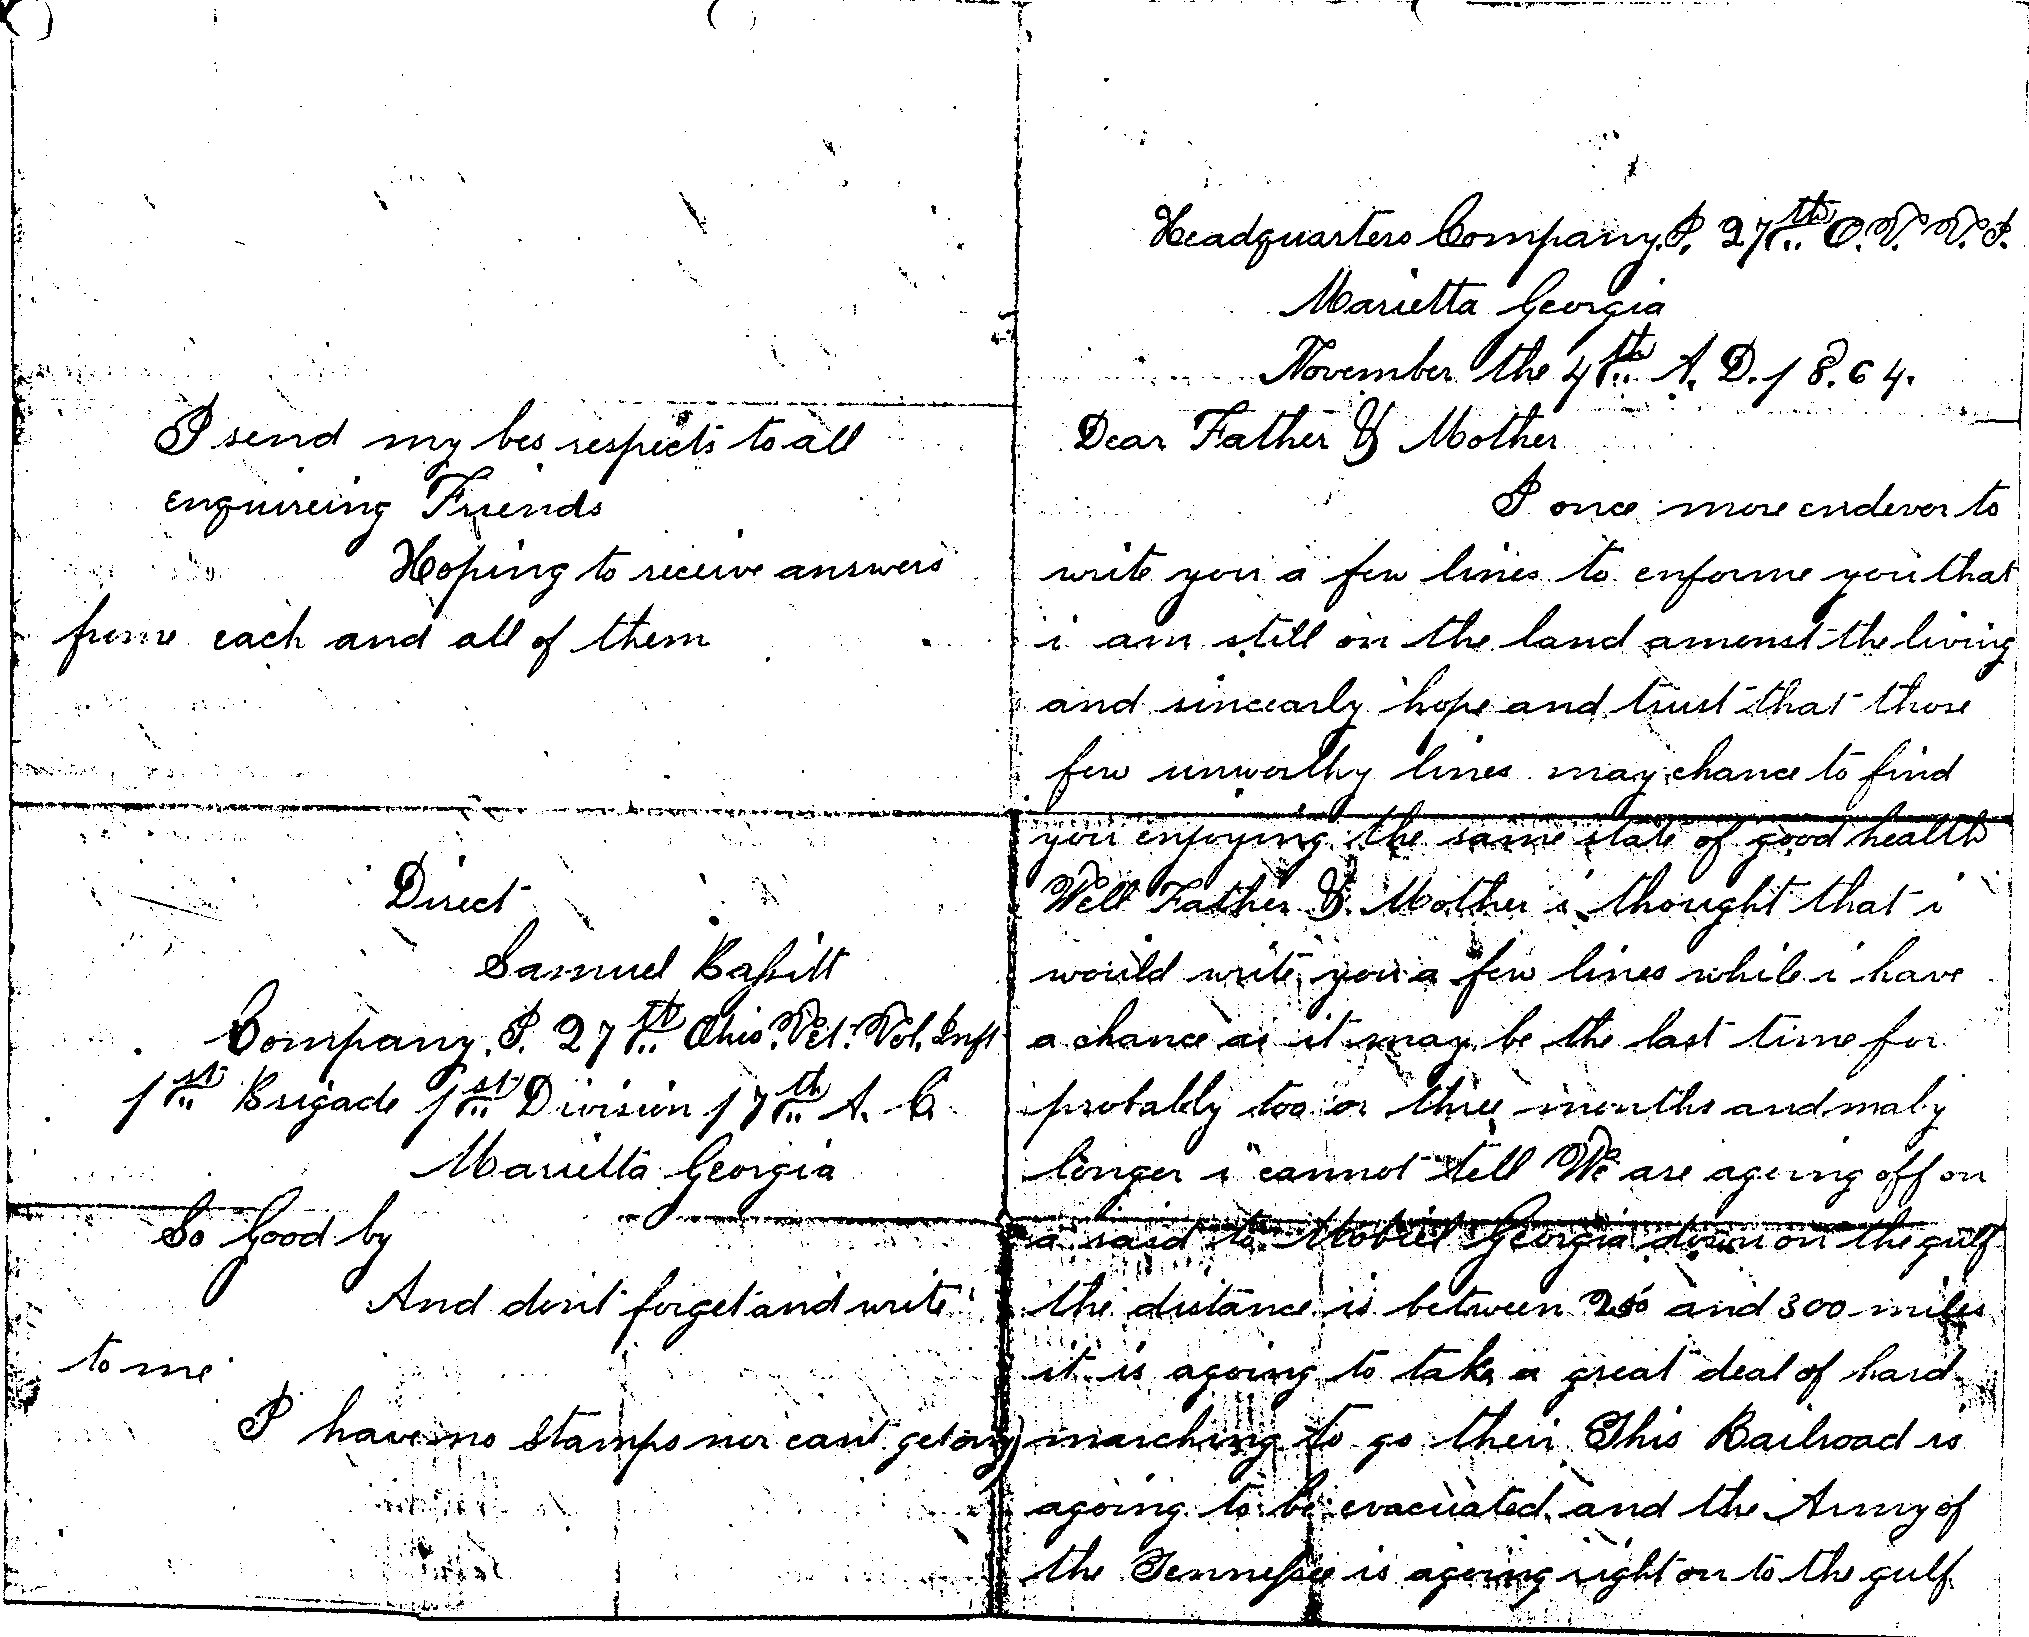 Headquarters Company. I. 27th O. V. V. I.
Marietta Georgia
November the 4th A. D. 1 8. 6 4.
Dear Father & Mother
I once more endever to
write you a few lines to enforme you that
i am still on the land amenst the living
and sincearly hope and trust that those
few unworthy lines may chance to find
you enjoying the same state of good health
Well Father & Mother i thought that i
would write you a few lines while i have
a chance as it may be the last time for
probably too or three months and maby
longer i cannot tell We are agoing off on
a raid to Mobiel Georgia down on the gulf
the distance is between 250 and 300 miles
it is agoing to take a great deal of hard
marching to go their This Railroad is
agoing to be evacuated and the Army of
the Tennessee is agoing right on to the gulf
I send my bes respects to all
enquireing Friends
Hoping to receive answers
frome each and all of them
Direct
Samuel Bassitt
Company. I. 27th Ohio. Vet. Vol. Inft
1st Brigade 1st Division 17th A. C.
Marietta Georgia
So Good by
And dont forget and write
to me
I have no stamps nor cant get any